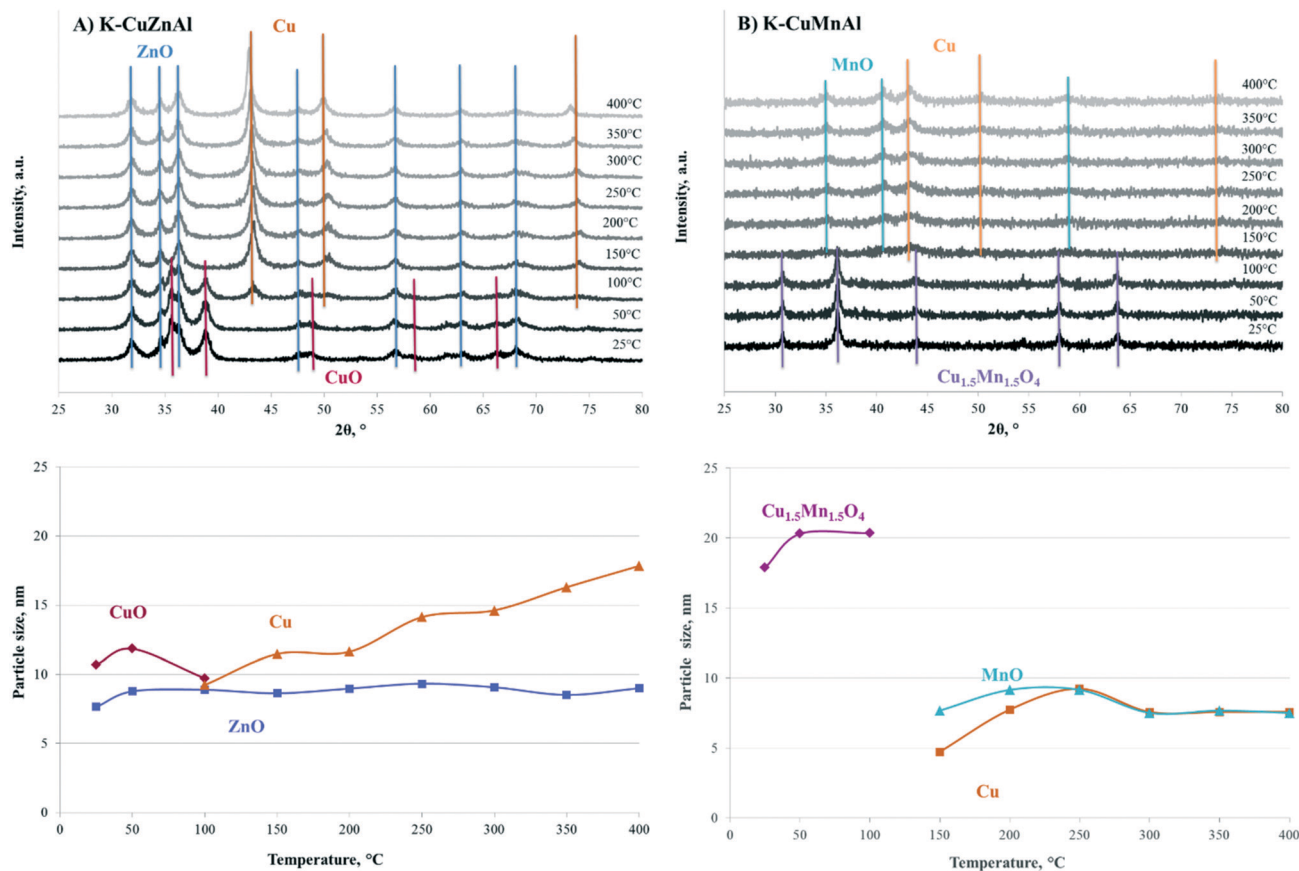 A) K-CuZnAl
Cu
ZnO
400°C
350°C
300°C
250°C
200°C
150°C
100°C
50°C
25°C
CuO
Intensity, a.u.
25 30 35 40 45 50 55 60 65 70 75 80
2θ, °
B) K-CuMnAl
Cu
MnO
400°C
350°C
300°C
250°C
200°C
150°C
100°C
50°C
25°C
Cu1.5Mn1.5O4
Intensity, a.u.
25 30 35 40 45 50 55 60 65 70 75 80
2θ, °
25
20
15
10
5
0
Particle size, nm
CuO
Cu
ZnO
0 50 100 150 200 250 300 350 400
Temperature, °C
25
20
15
10
5
0
Particle size, nm
Cu1.5Mn1.5O4
MnO
Cu
0 50 100 150 200 250 300 350 400
Temperature, °C